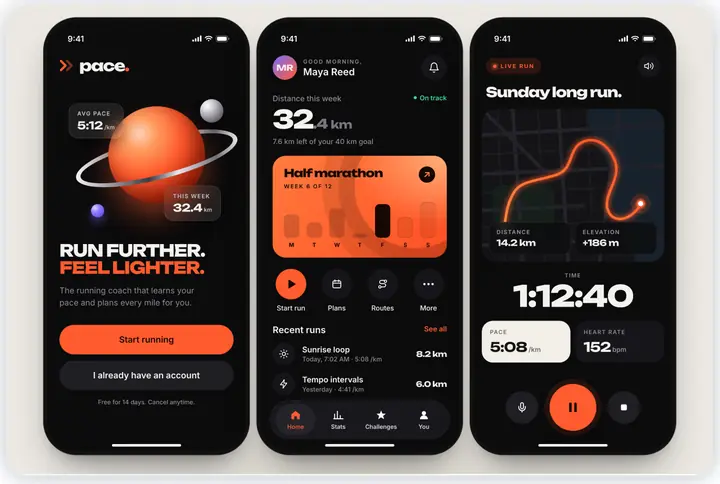 9:41
pace.
AVG PACE
5:12 /km
THIS WEEK
32.4 km
RUN FURTHER.
FEEL LIGHTER.
The running coach that learns your
pace and plans every mile for you.
Start running
I already have an account
Free for 14 days. Cancel anytime.
9:41
MR
GOOD MORNING,
Maya Reed
Distance this week
On track
32.4 km
7.6 km left of your 40 km goal
Half marathon
WEEK 6 OF 12
M T W T F S S
Start run
Plans
Routes
More
Recent runs
See all
Sunrise loop
Today, 7:02 AM · 5:08 /km
8.2 km
Tempo intervals
Yesterday · 4:41 /km
6.0 km
Home
Stats
Challenges
You
9:41
LIVE RUN
Sunday long run.
DISTANCE
14.2 km
ELEVATION
+186 m
TIME
1:12:40
PACE
5:08 /km
HEART RATE
152 bpm